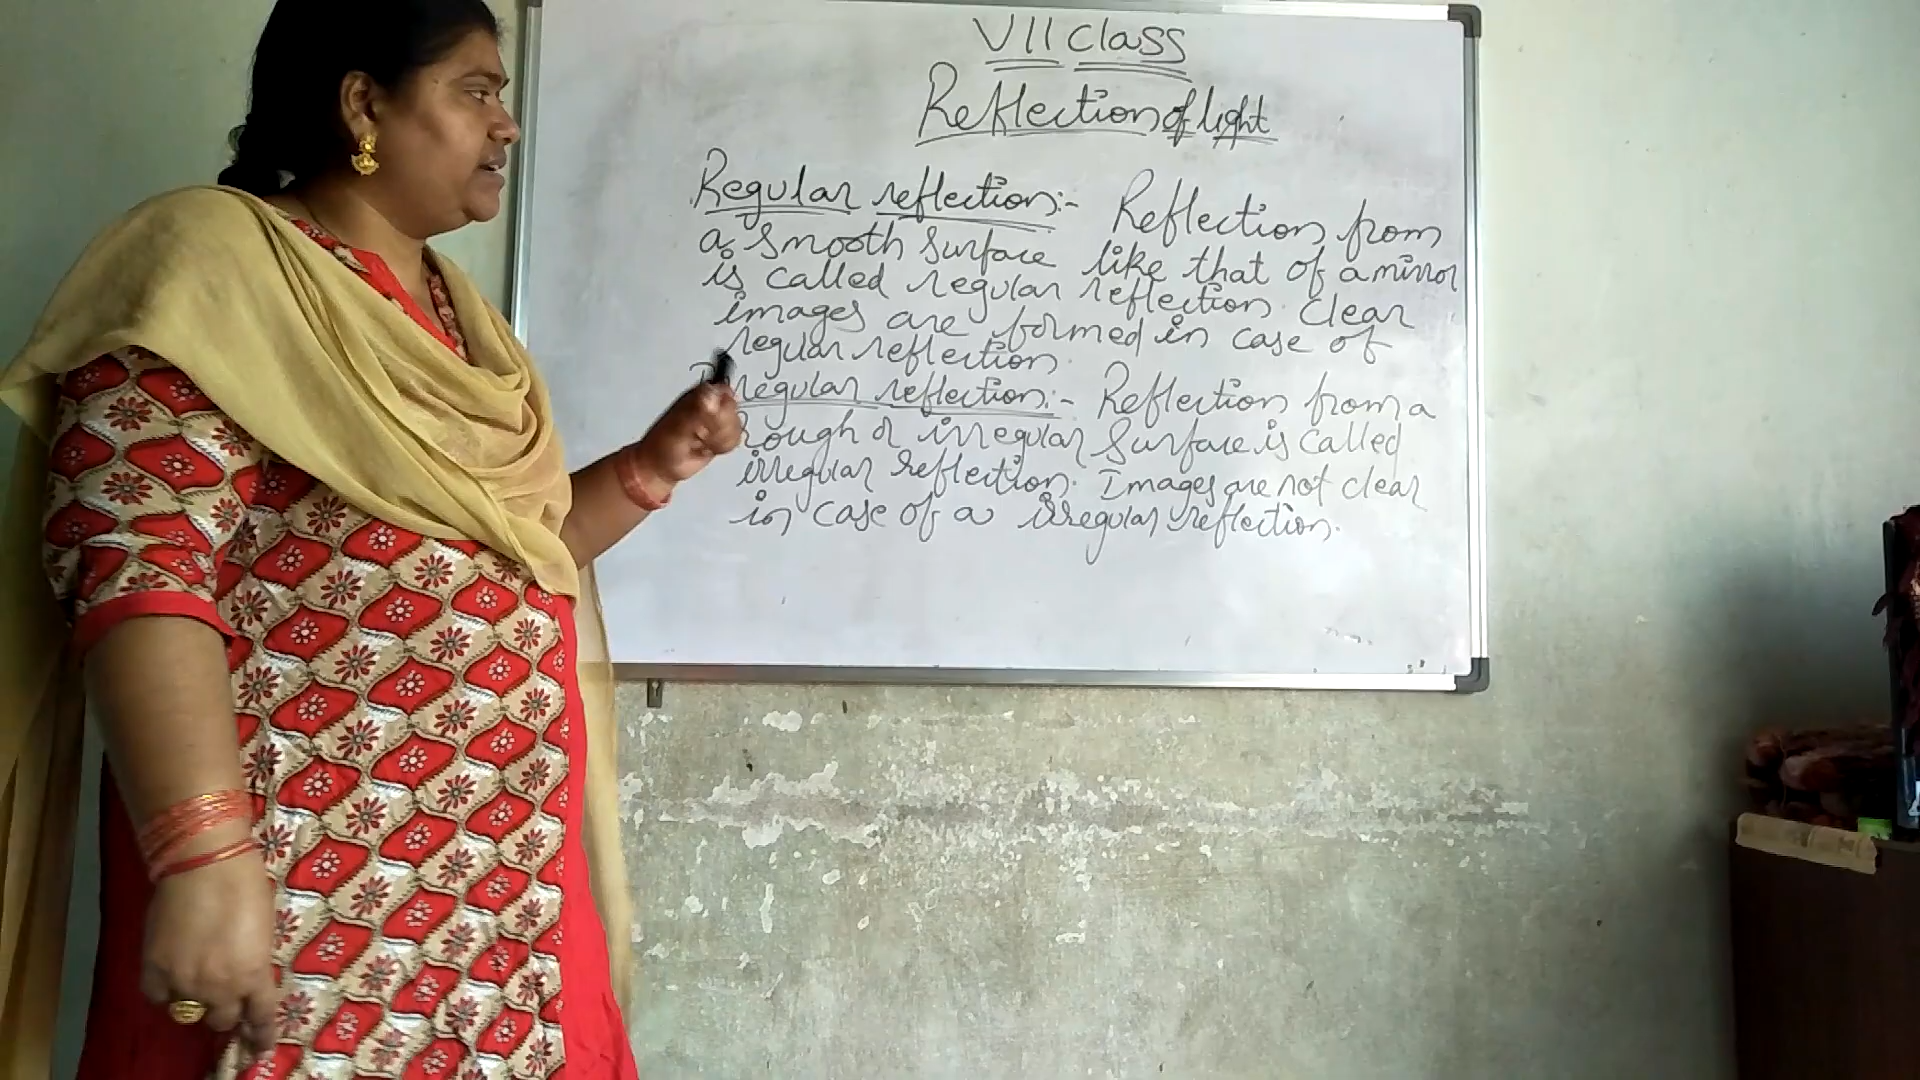 VII Class
Reflection of light
Regular reflection:- Reflection from
a smooth surface like that of a mirror
is called regular reflection. Clear
images are formed in case of
regular reflection.
Irregular reflection:- Reflection from a
rough or irregular surface is called
irregular reflection. Images are not clear
in case of a irregular reflection.